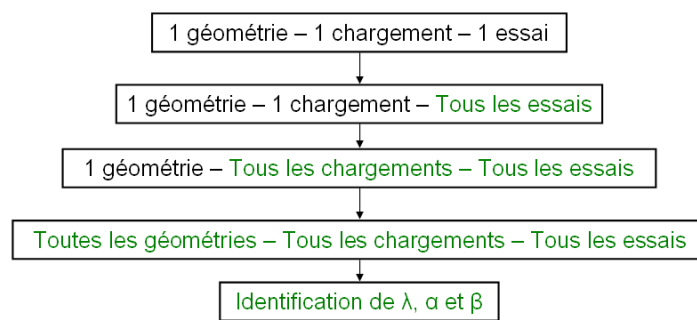 1 géométrie – 1 chargement – 1 essai
1 géométrie – 1 chargement – Tous les essais
1 géométrie – Tous les chargements – Tous les essais
Toutes les géométries – Tous les chargements – Tous les essais
Identification de λ, α et β